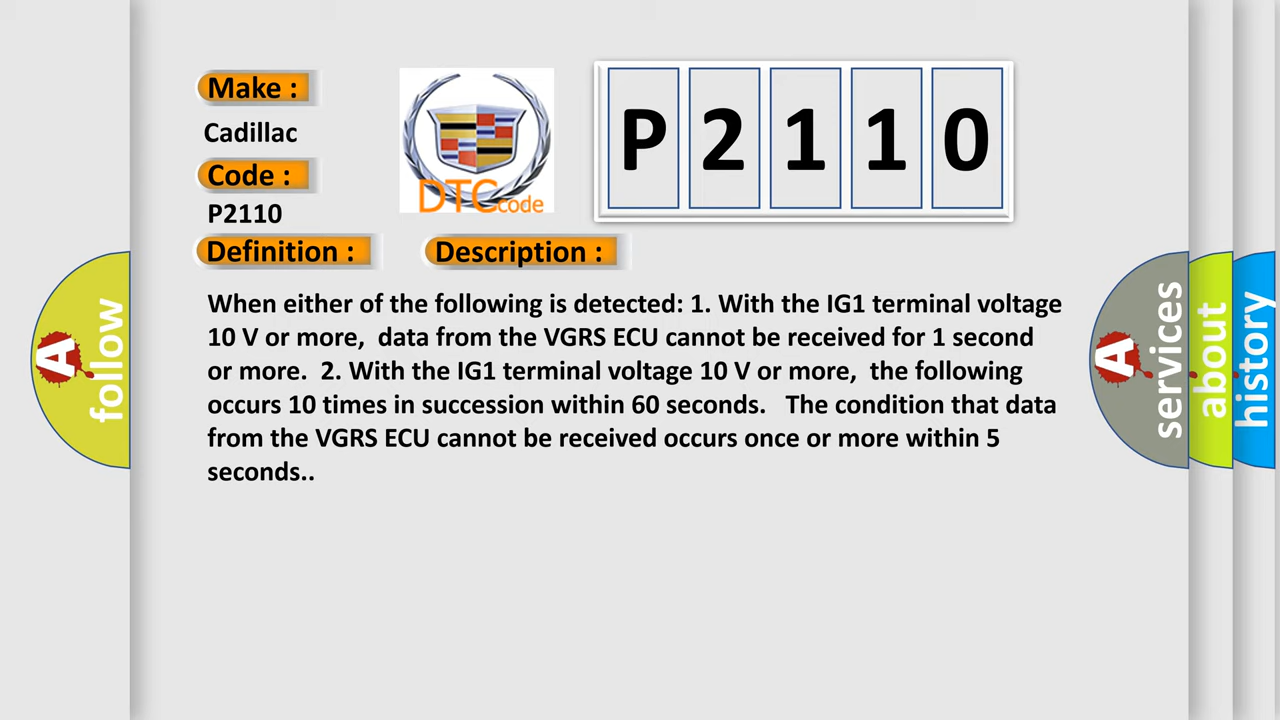 Make :
Cadillac
Code :
P2110
DTCcode
P2110
Definition :
Description :
When either of the following is detected: 1. With the IG1 terminal voltage
10 V or more, data from the VGRS ECU cannot be received for 1 second
or more. 2. With the IG1 terminal voltage 10 V or more, the following
occurs 10 times in succession within 60 seconds. The condition that data
from the VGRS ECU cannot be received occurs once or more within 5
seconds..
A follow
A services
about
history